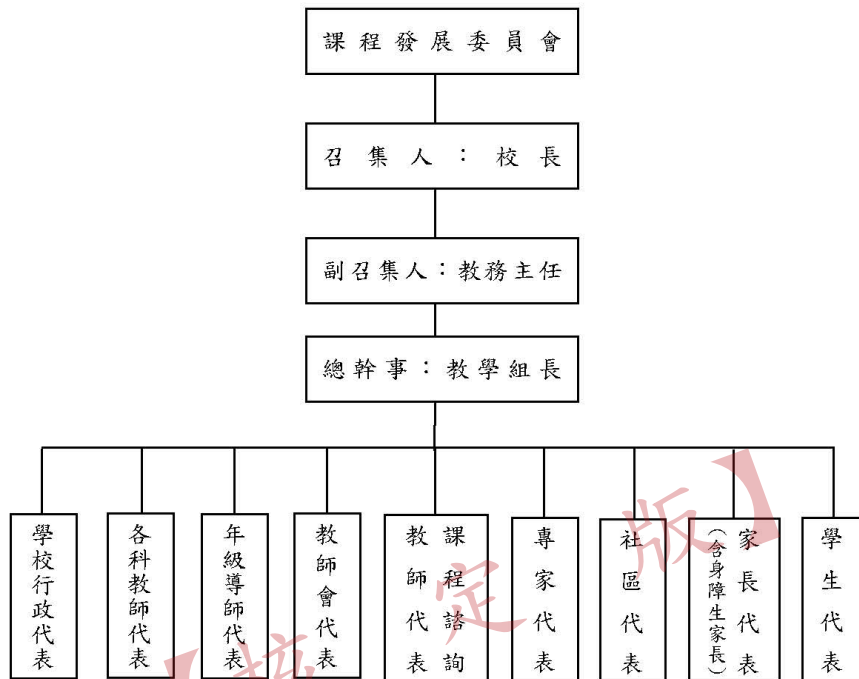 課程發展委員會
召集人：校長
副召集人：教務主任
總幹事：教學組長
學校行政代表
各科教師代表
年級導師代表
教師會代表
課程諮詢
教師代表
專家代表
社區代表
家長代表
（含身障生家長）
學生代表
【核定版】